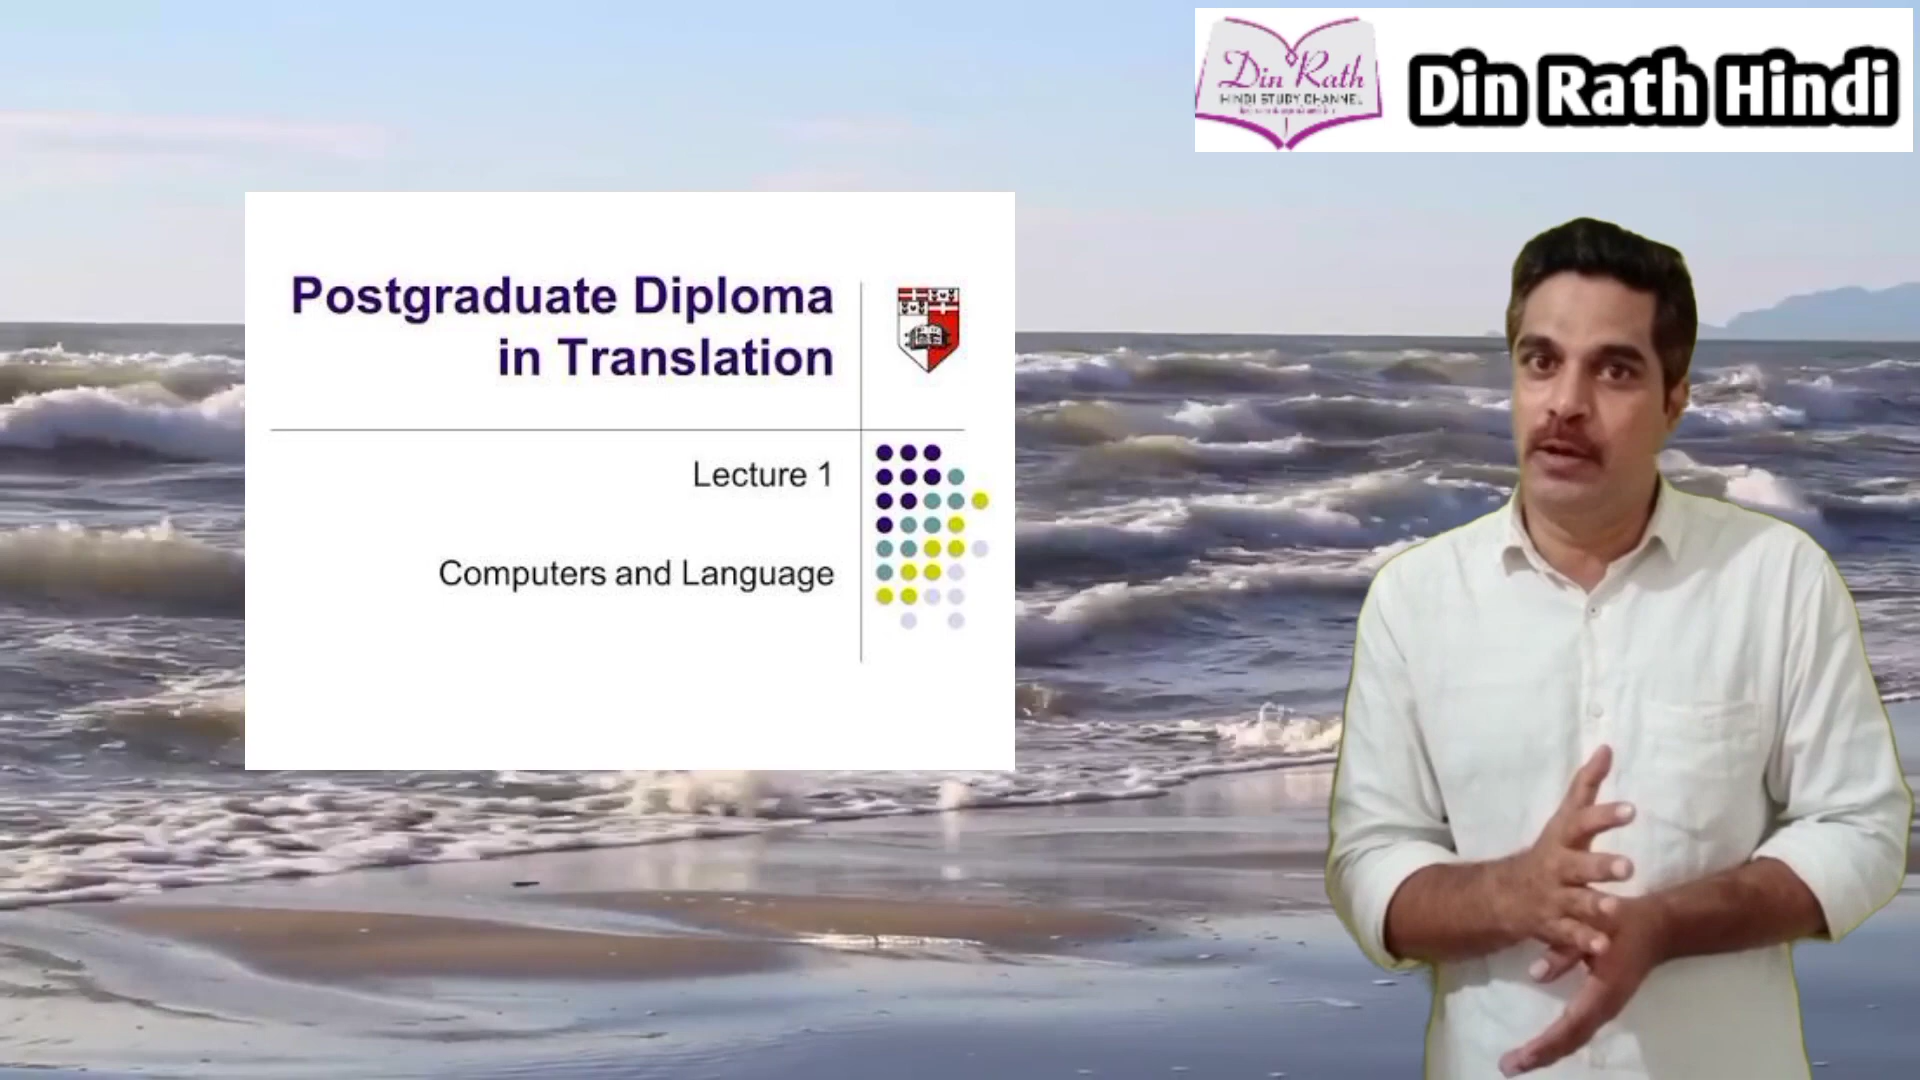 Din Rath
HINDI STUDY CHANNEL
Din Rath Hindi
Postgraduate Diploma
in Translation
Lecture 1
Computers and Language